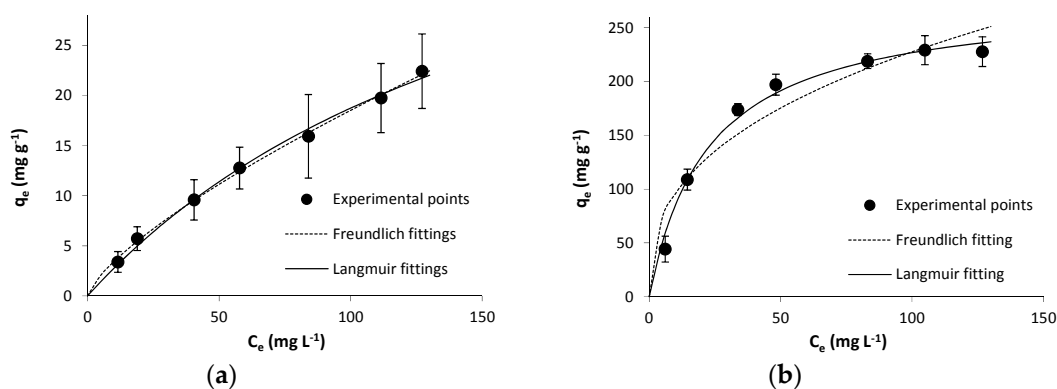 25
20
15
10
5
0
0
50
100
150
qe (mg g-1)
Ce (mg L-1)
Experimental points
Freundlich fittings
Langmuir fittings
(a)
250
200
150
100
50
0
0
50
100
150
qe (mg g-1)
Ce (mg L-1)
Experimental points
Freundlich fitting
Langmuir fitting
(b)